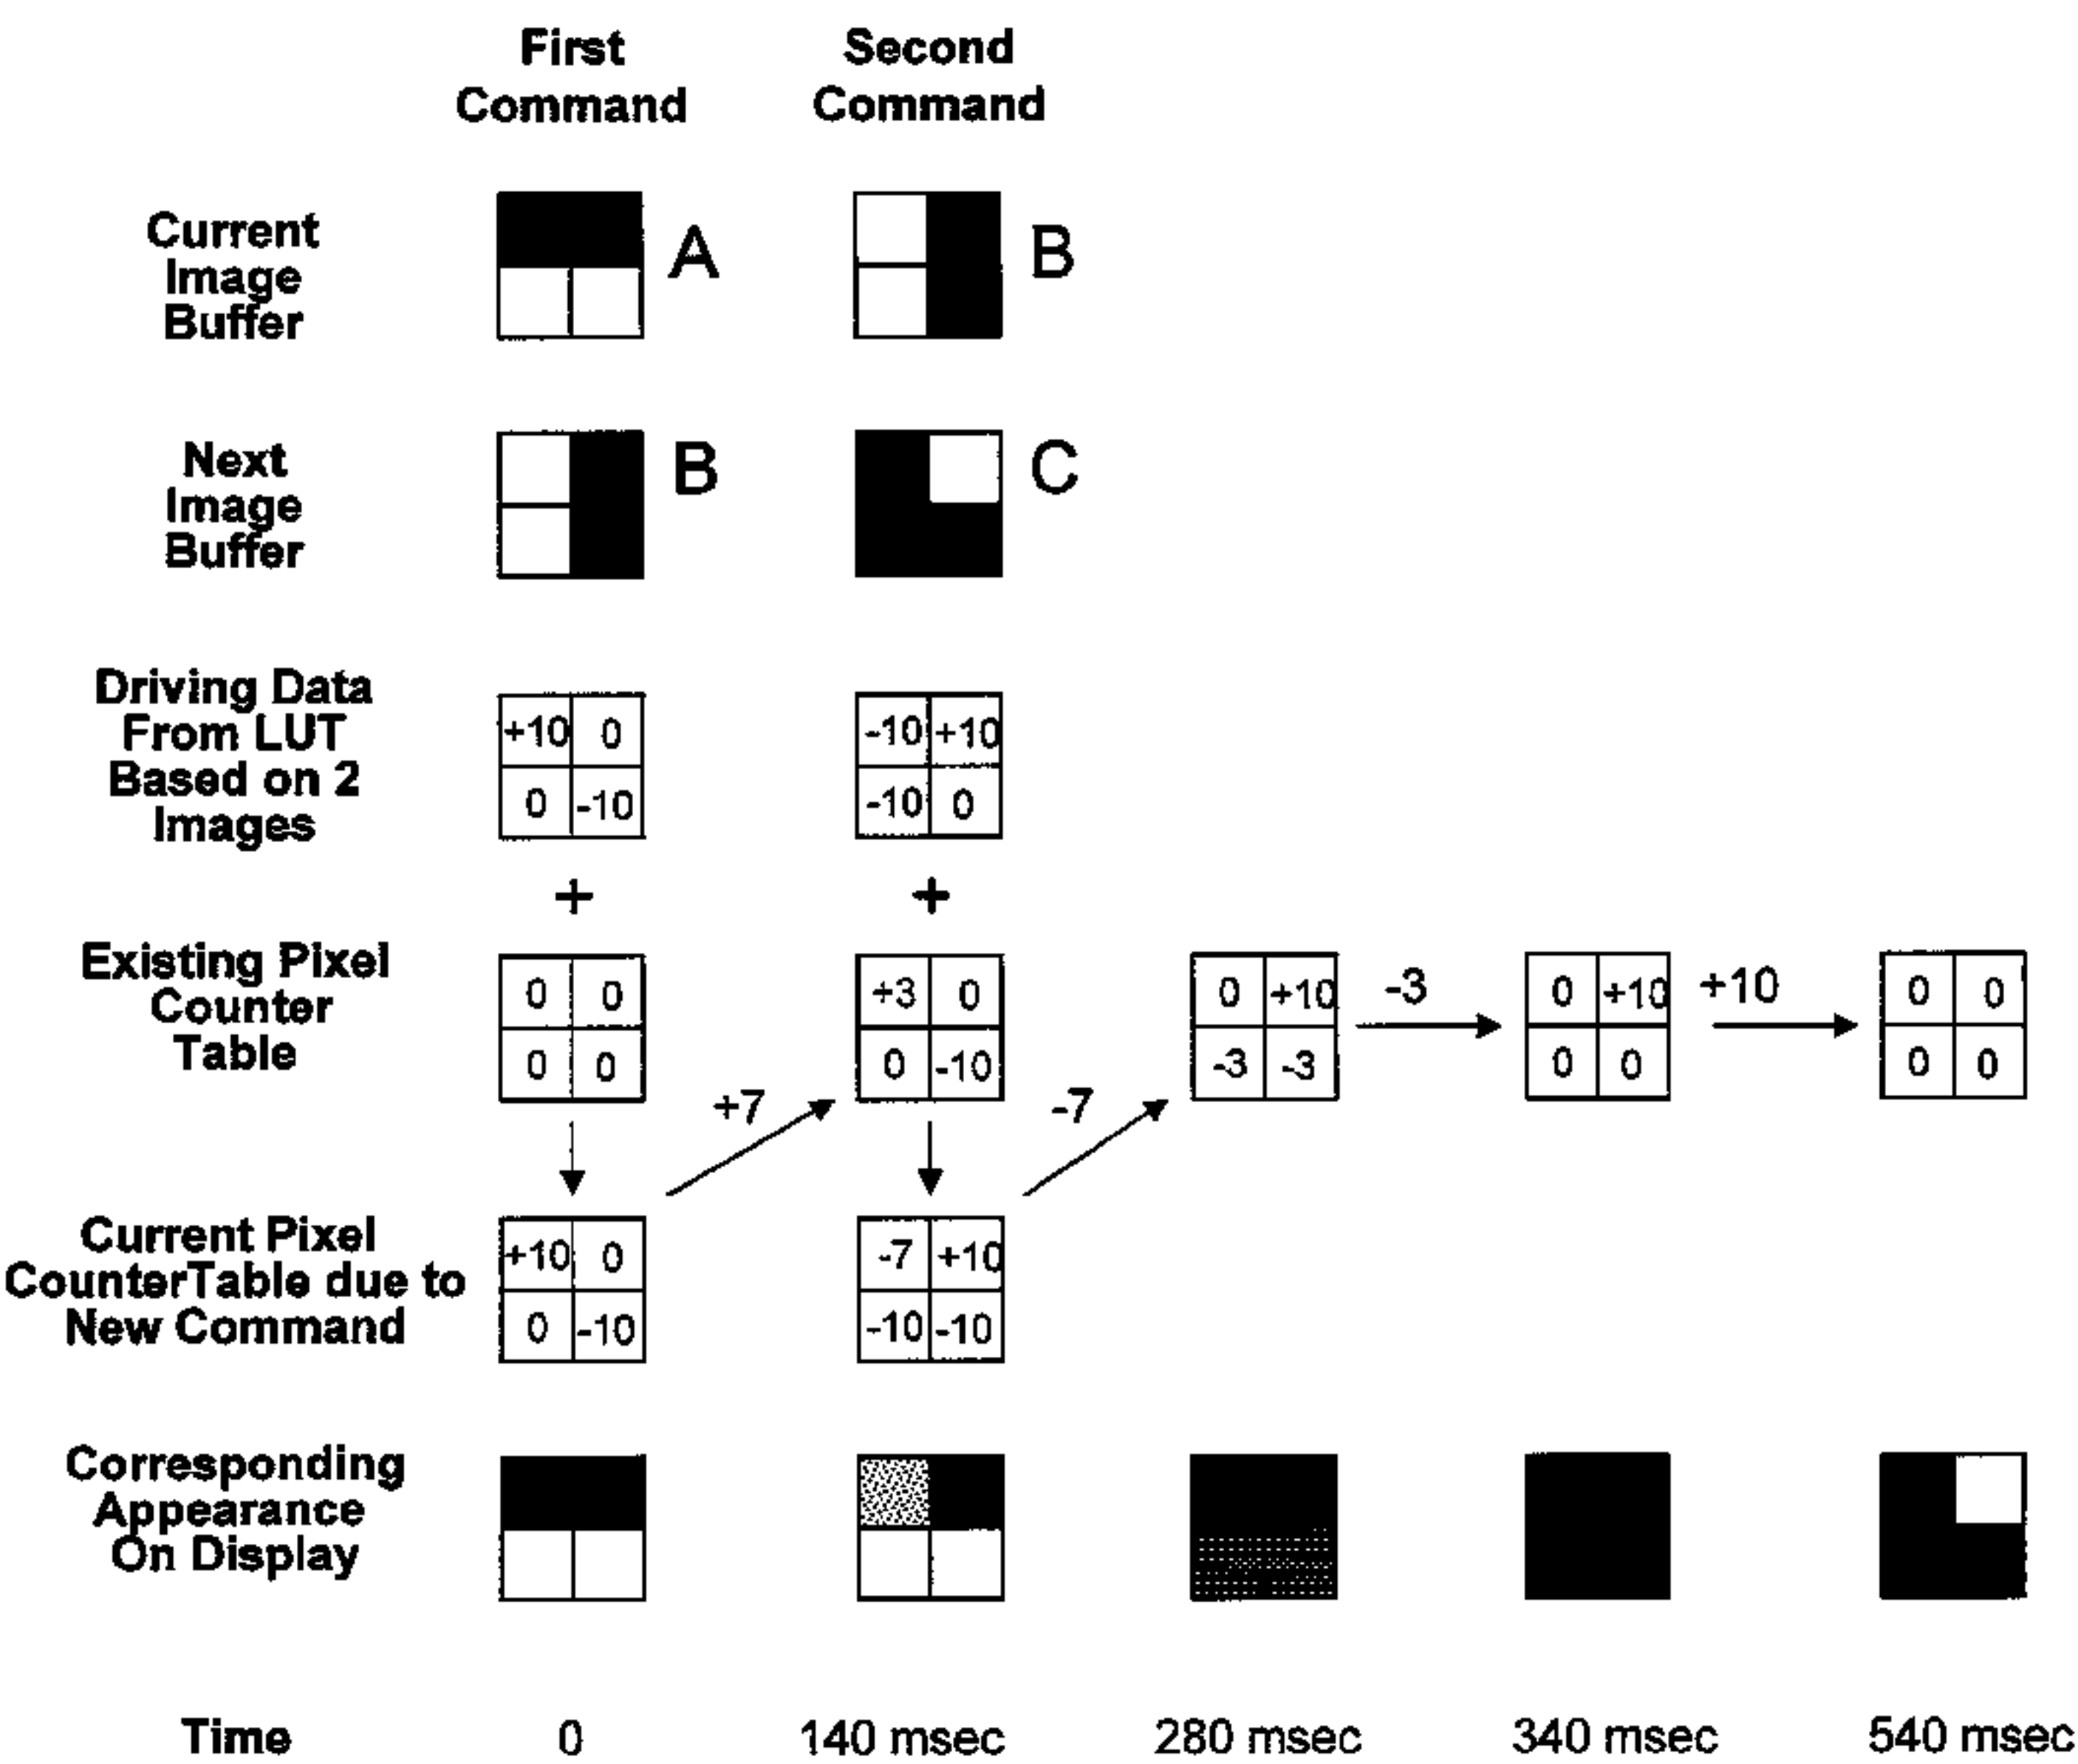 First Second
Command Command
Current
Image
Buffer
A B
Next
Image
Buffer
B C
Driving Data
From LUT
Based on 2
Images
+10 0 -10 +10
0 -10 -10 0
+ +
Existing Pixel
Counter
Table
0 0 +3 0 0 +10 -3 0 +10 +10 0 0
0 0 0 -10 -3 -3 0 0 0 0
+7 -7
Current Pixel
CounterTable due to
New Command
+10 0 -7 +10
0 -10 -10 -10
Corresponding
Appearance
On Display
Time 0 140 msec 280 msec 340 msec 540 msec